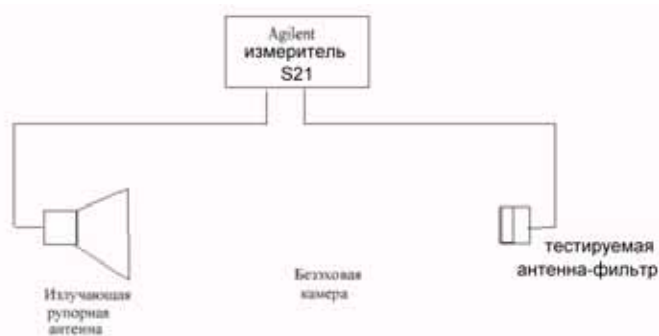 Agilent
измеритель
S21
тестируемая
антенна-фильтр
Безэховая
камера
Излучающая
рупорная
антенна